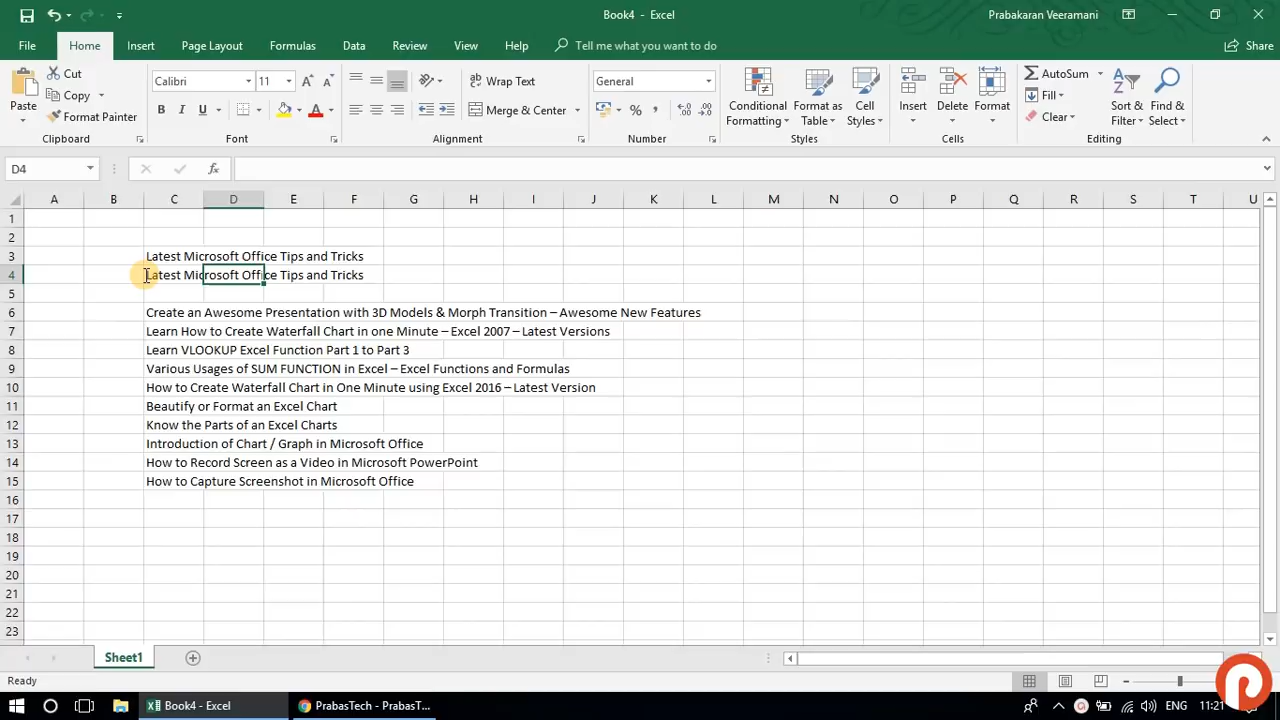 Book4 - Excel
Prabakaran Veeramani
File Home Insert Page Layout Formulas Data Review View Help Tell me what you want to do Share
Paste
Cut
Copy
Format Painter
Clipboard
Calibri 11
B I U
Font
Wrap Text
Merge & Center
Alignment
General
Number
Conditional Formatting
Format as Table
Cell Styles
Styles
Insert Delete Format
Cells
AutoSum
Fill
Clear
Sort & Filter
Find & Select
Editing
D4
fx
A B C D E F G H I J K L M N O P Q R S T U
1
2
3 Latest Microsoft Office Tips and Tricks
4 Latest Microsoft Office Tips and Tricks
5
6 Create an Awesome Presentation with 3D Models & Morph Transition – Awesome New Features
7 Learn How to Create Waterfall Chart in one Minute – Excel 2007 – Latest Versions
8 Learn VLOOKUP Excel Function Part 1 to Part 3
9 Various Usages of SUM FUNCTION in Excel – Excel Functions and Formulas
10 How to Create Waterfall Chart in One Minute using Excel 2016 – Latest Version
11 Beautify or Format an Excel Chart
12 Know the Parts of an Excel Charts
13 Introduction of Chart / Graph in Microsoft Office
14 How to Record Screen as a Video in Microsoft PowerPoint
15 How to Capture Screenshot in Microsoft Office
16
17
18
19
20
21
22
23
Sheet1
Ready
Book4 - Excel
PrabasTech - PrabasT...
11:21